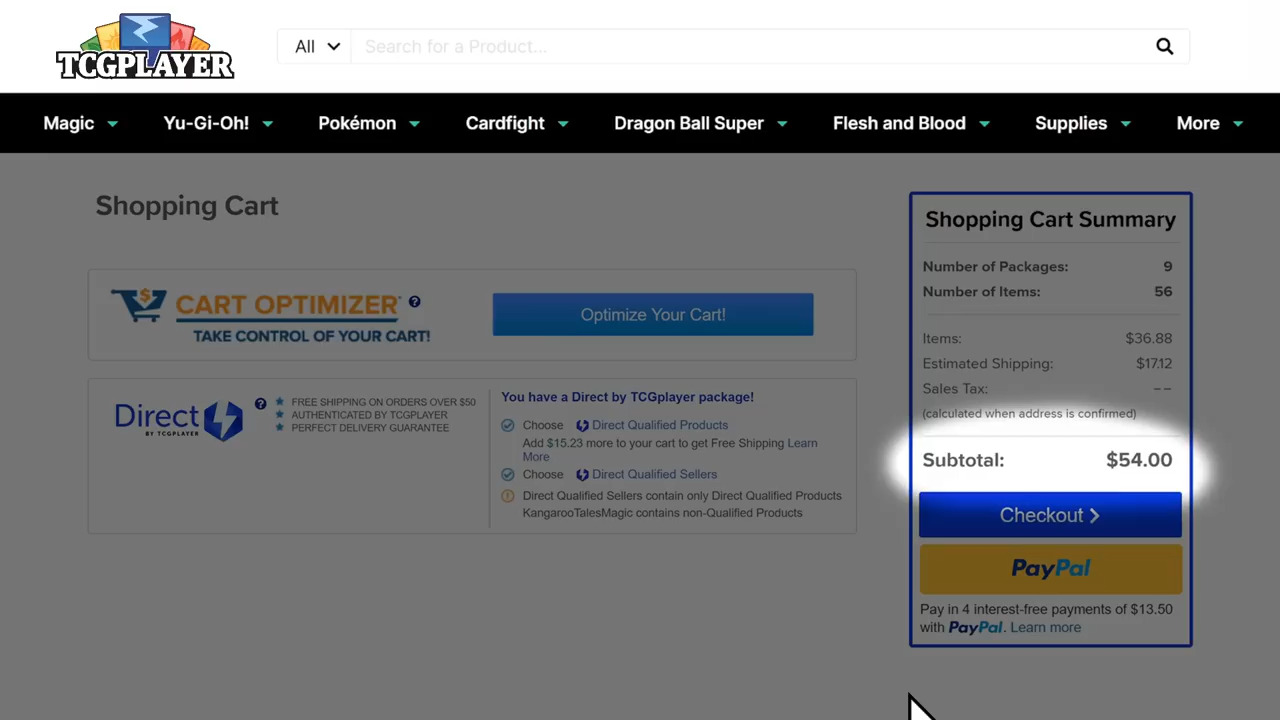 TCGPLAYER
All
Search for a Product...
Magic
Yu-Gi-Oh!
Pokémon
Cardfight
Dragon Ball Super
Flesh and Blood
Supplies
More
Shopping Cart
CART OPTIMIZER
TAKE CONTROL OF YOUR CART!
Optimize Your Cart!
Direct
BY TCGPLAYER
FREE SHIPPING ON ORDERS OVER $50
AUTHENTICATED BY TCGPLAYER
PERFECT DELIVERY GUARANTEE
You have a Direct by TCGplayer package!
Choose Direct Qualified Products
Add $15.23 more to your cart to get Free Shipping Learn
More
Choose Direct Qualified Sellers
Direct Qualified Sellers contain only Direct Qualified Products
KangarooTalesMagic contains non-Qualified Products
Shopping Cart Summary
Number of Packages: 9
Number of Items: 56
Items: $36.88
Estimated Shipping: $17.12
Sales Tax: --
(calculated when address is confirmed)
Subtotal: $54.00
Checkout
PayPal
Pay in 4 interest-free payments of $13.50
with PayPal. Learn more